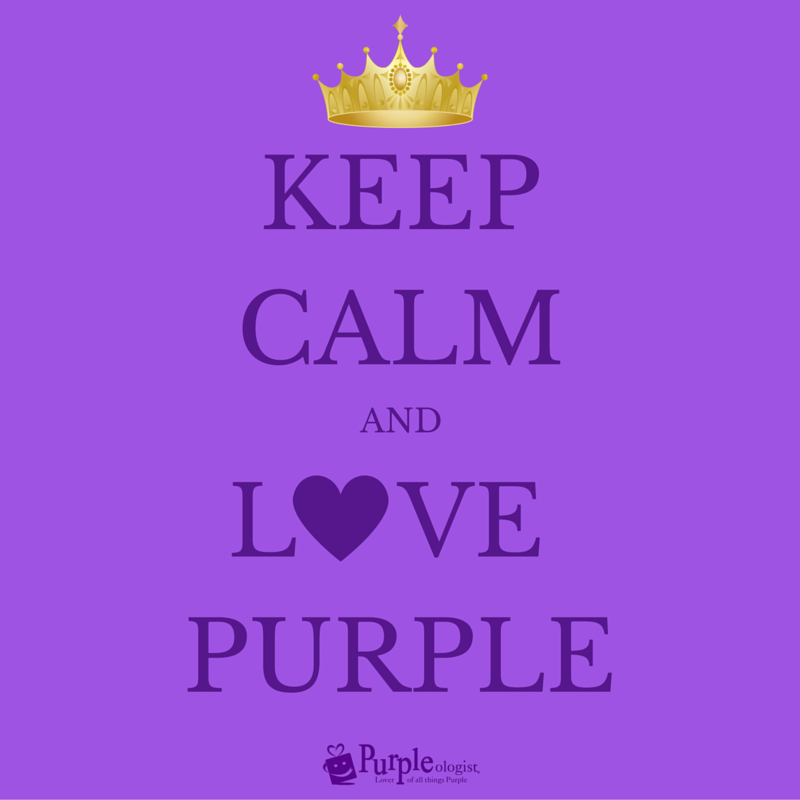 KEEP
CALM
AND
L♥VE
PURPLE
Purpleologist
Lover of all things Purple